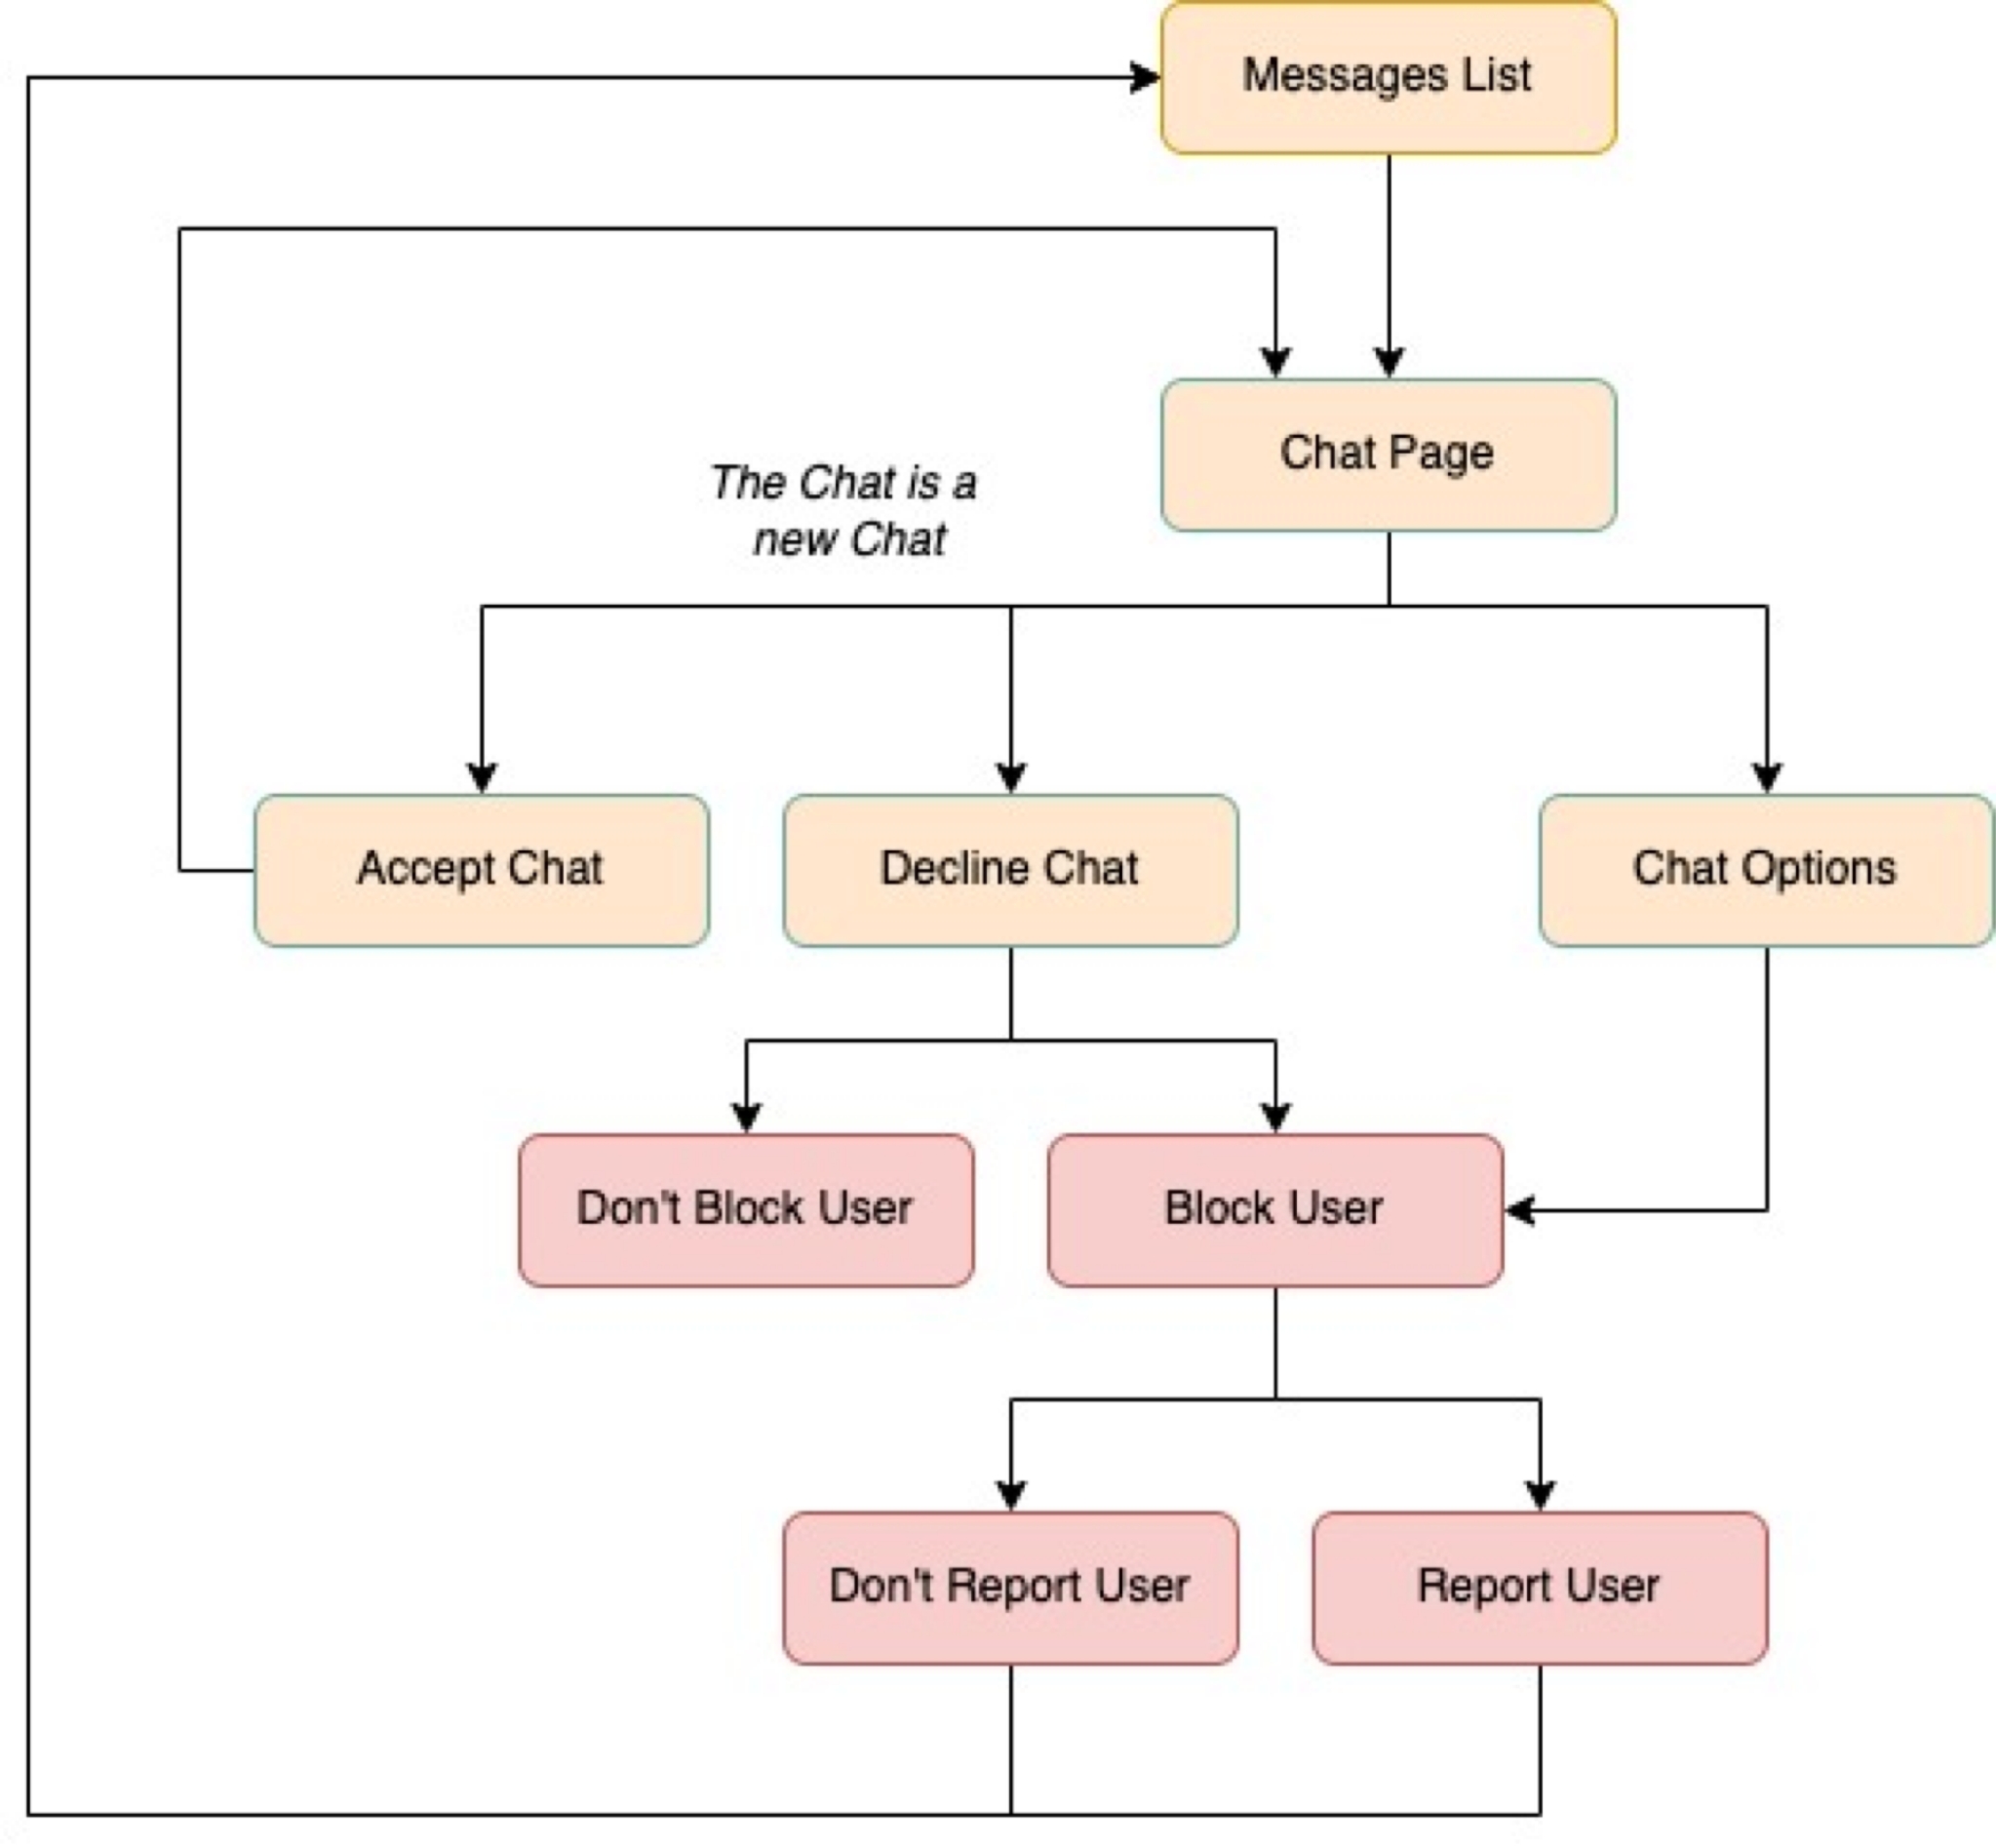 Messages List
Chat Page
The Chat is a
new Chat
Accept Chat
Decline Chat
Chat Options
Don't Block User
Block User
Don't Report User
Report User